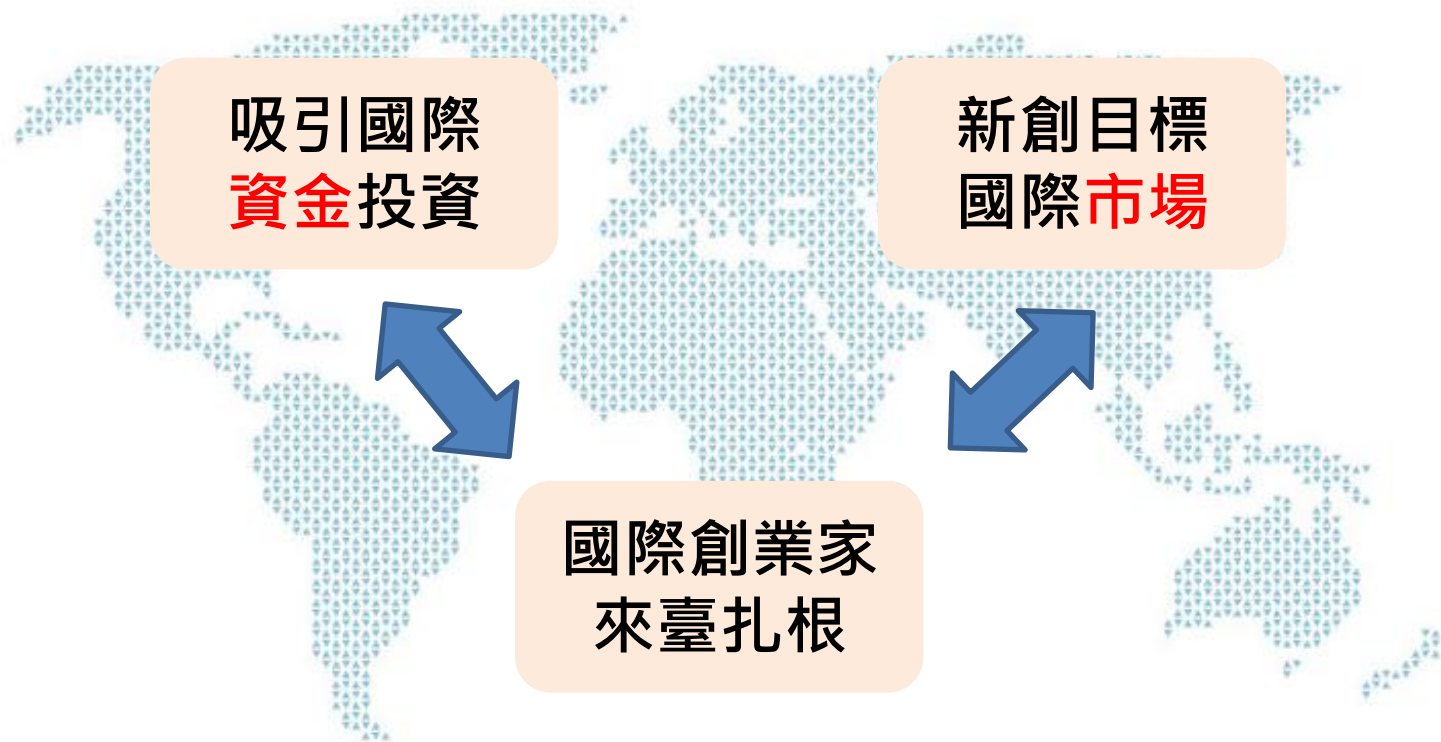 吸引國際
資金投資
新創目標
國際市場
國際創業家
來臺扎根